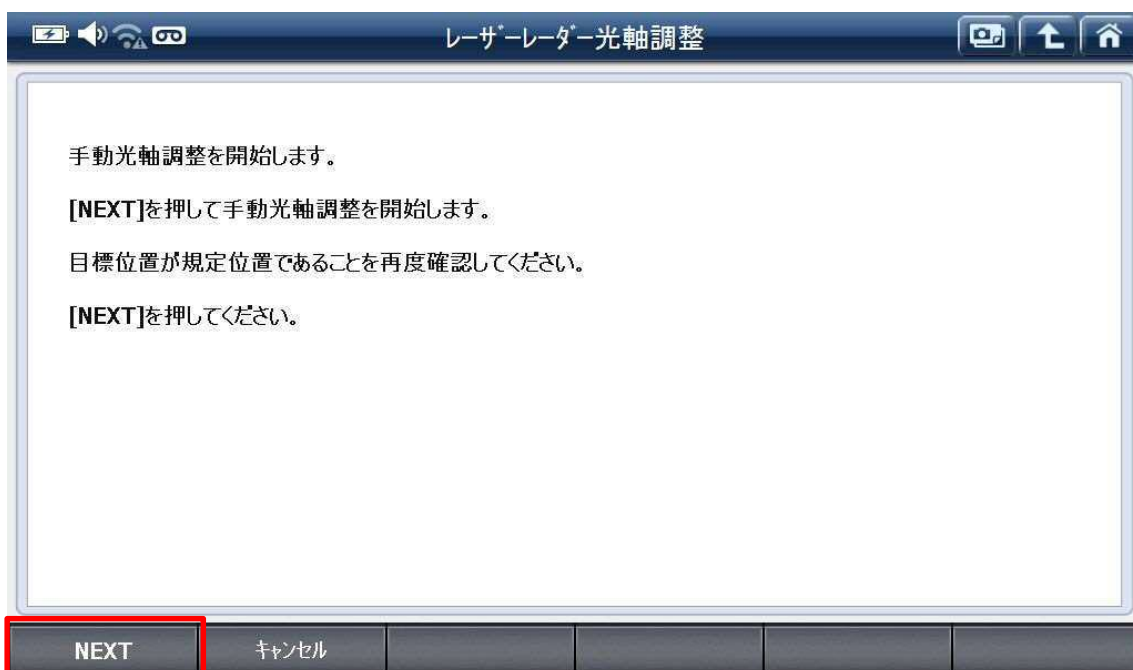 レーザーレーダー光軸調整
手動光軸調整を開始します。
[NEXT]を押して手動光軸調整を開始します。
目標位置が規定位置であることを再度確認してください。
[NEXT]を押してください。
NEXT
キャンセル